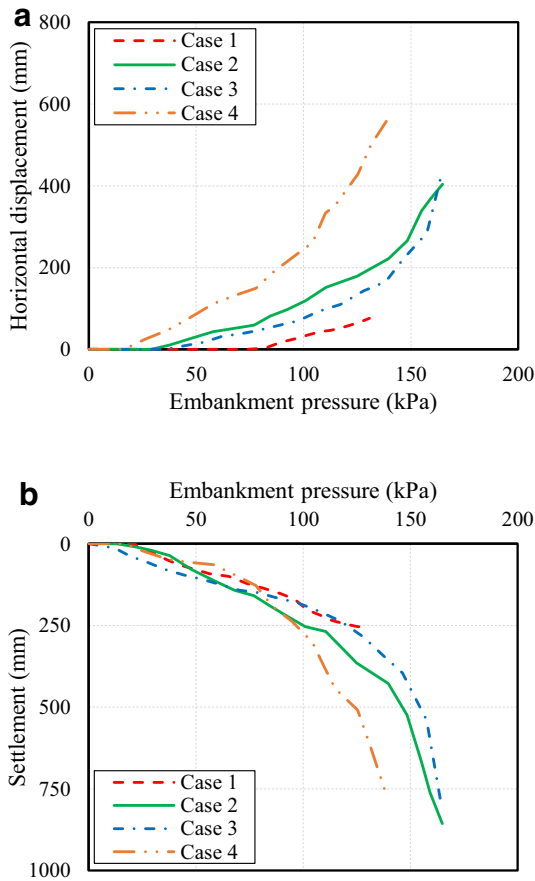 a
800
600
400
200
0
Horizontal displacement (mm)
Case 1
Case 2
Case 3
Case 4
0 50 100 150 200
Embankment pressure (kPa)
b
Embankment pressure (kPa)
0 50 100 150 200
0
250
500
750
1000
Settlement (mm)
Case 1
Case 2
Case 3
Case 4